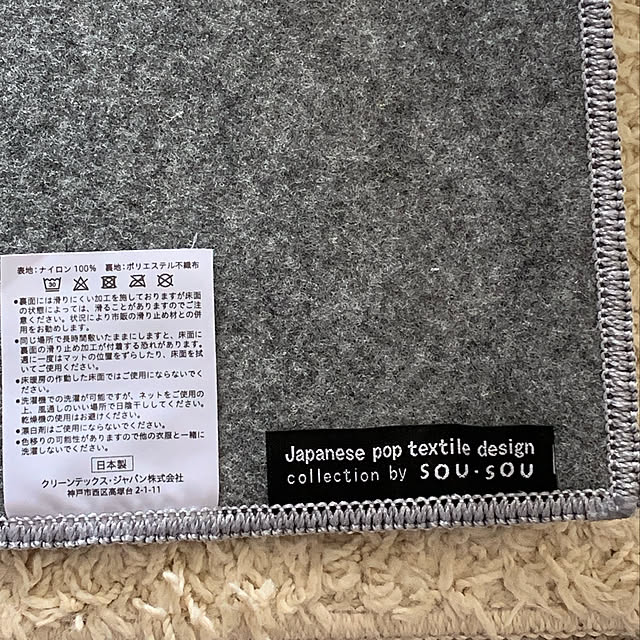 表地:ナイロン 100%　裏地:ポリエステル不織布
30
●裏面には滑りにくい加工を施しておりますが床面
の状態によっては、滑ることがありますのでご注
意ください。状況により市販の滑り止め材との併
用をお勧めします。
●同じ場所で長時間敷いたままにしますと、床面に
裏面の滑り止め加工が付着する恐れがあります。
週に一度はマットの位置をずらしたり、床面を拭
いてご使用ください。
●床暖房の作動した床面ではご使用にならないでく
ださい。
●洗濯機での洗濯が可能ですが、ネットをご使用の
上、風通しのいい場所で日陰干ししてください。
乾燥機の使用はお避けください。
●漂白剤はご使用にならないでください。
●色移りの可能性がありますので他の衣服と一緒に
洗濯しないでください。
日本製
クリーンテックス・ジャパン株式会社
神戸市西区高塚台 2-1-11
Japanese pop textile design
collection by SOU・SOU